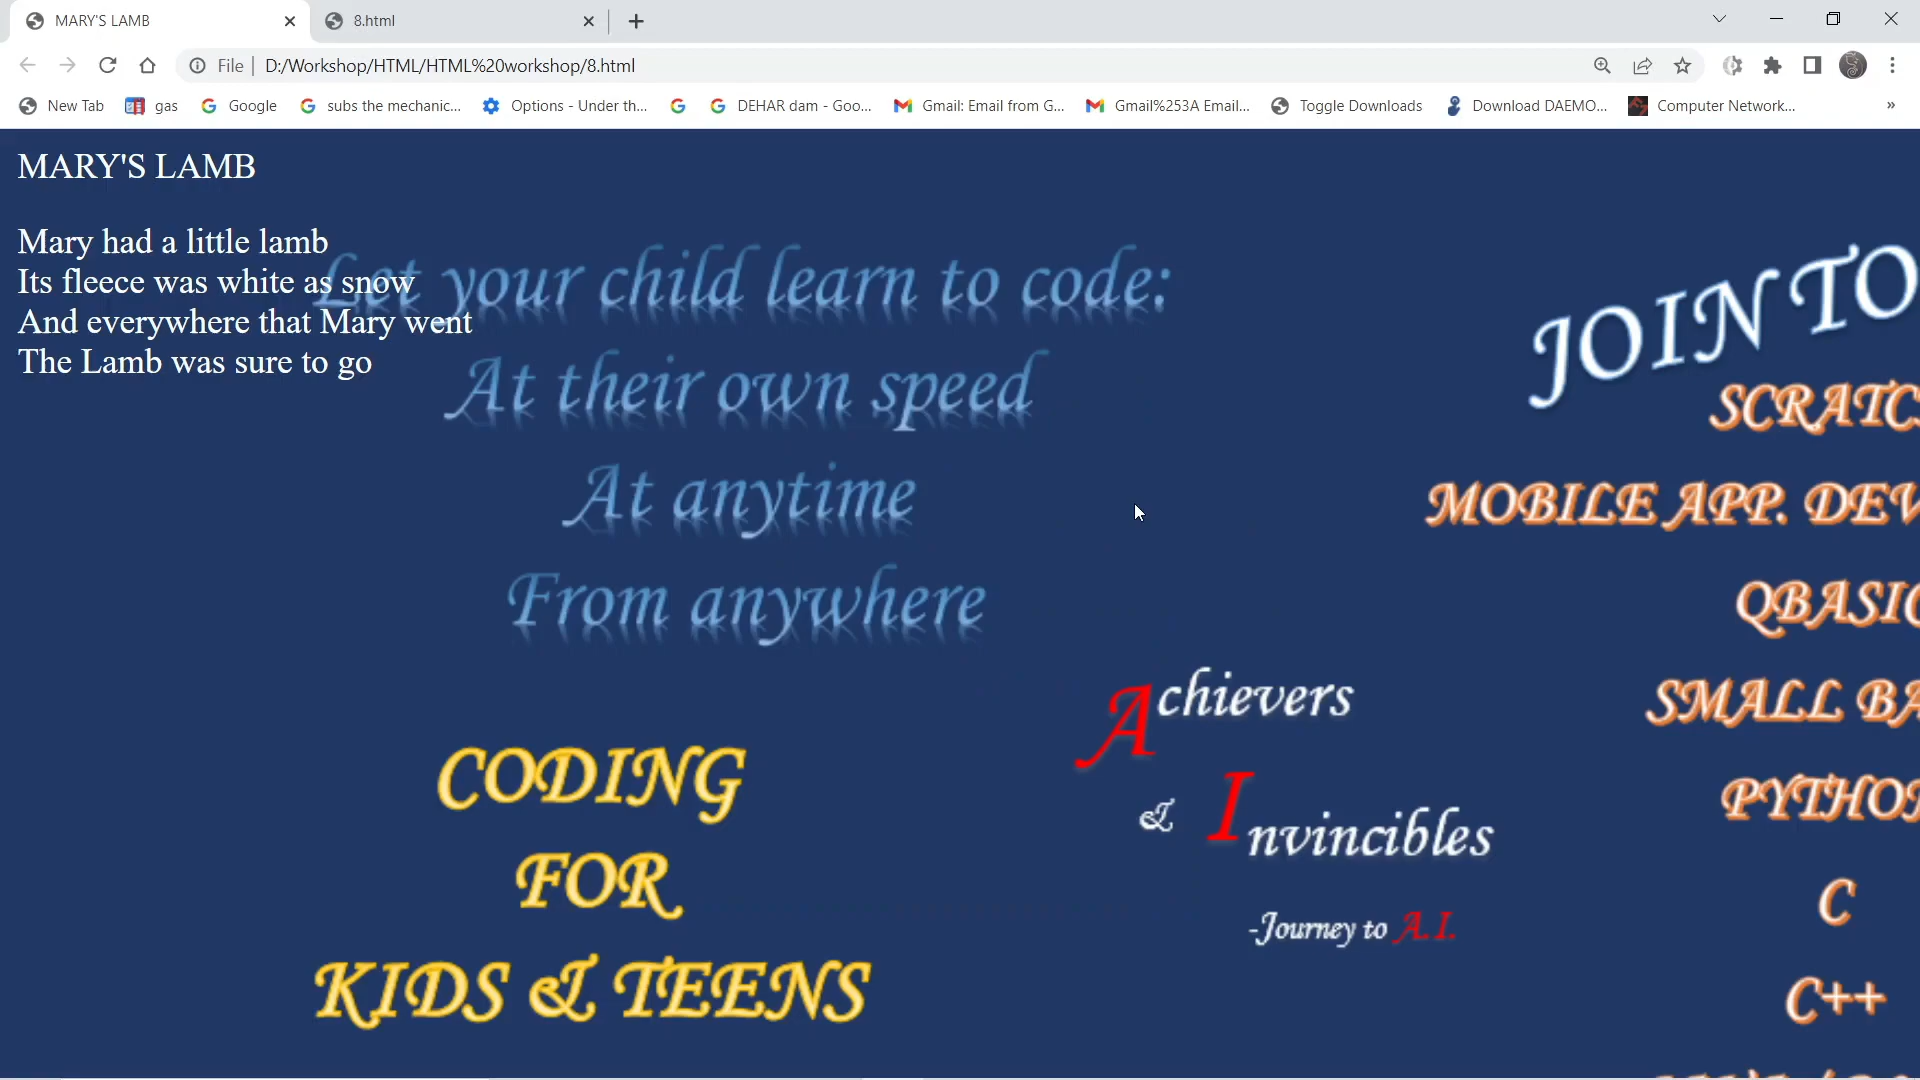 MARY'S LAMB
8.html
File
D:/Workshop/HTML/HTML%20workshop/8.html
New Tab
gas
Google
subs the mechanic...
Options - Under th...
DEHAR dam - Goo...
Gmail: Email from G...
Gmail%253A Email...
Toggle Downloads
Download DAEMO...
Computer Network...
MARY'S LAMB
Mary had a little lamb
Its fleece was white as snow
And everywhere that Mary went
The Lamb was sure to go
Let your child learn to code:
At their own speed
At anytime
From anywhere
CODING
FOR
KIDS & TEENS
Achievers
& Invincibles
-Journey to A.I.
JOIN TO
SCRATC
MOBILE APP. DEV
QBASIC
SMALL BA
PYTHO
C
C++